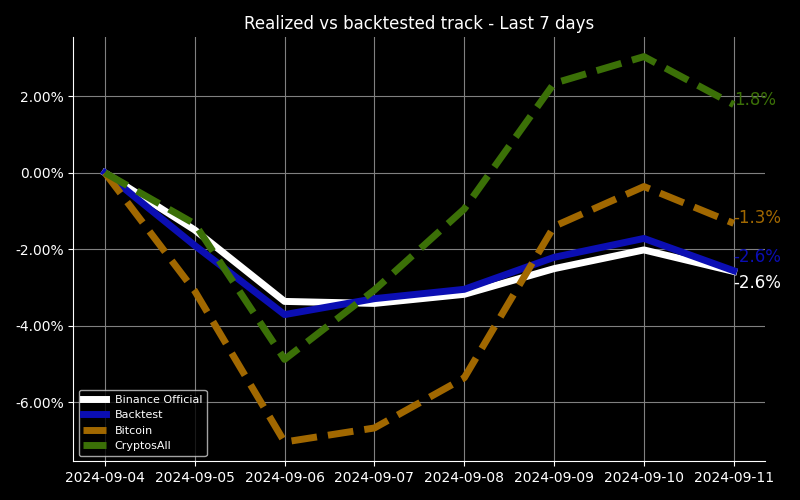 Realized vs backtested track - Last 7 days
2.00%
0.00%
-2.00%
-4.00%
-6.00%
1.8%
-1.3%
-2.6%
-2.6%
Binance Official
Backtest
Bitcoin
CryptosAll
2024-09-04 2024-09-05 2024-09-06 2024-09-07 2024-09-08 2024-09-09 2024-09-10 2024-09-11